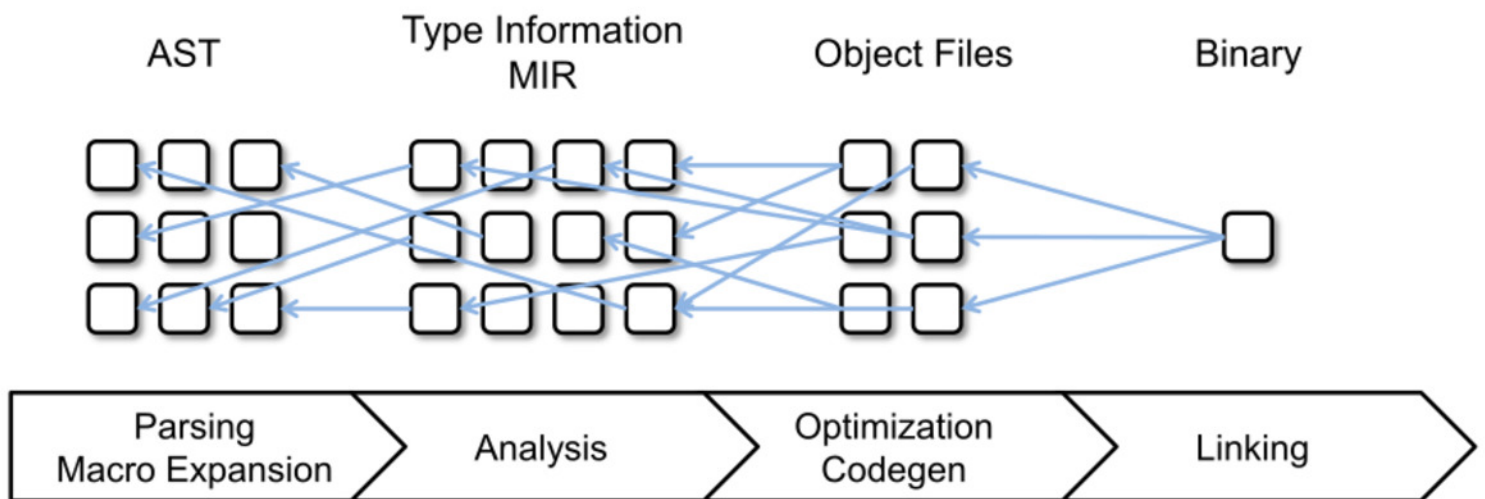 AST
Type Information
MIR
Object Files
Binary
Parsing
Macro Expansion
Analysis
Optimization
Codegen
Linking